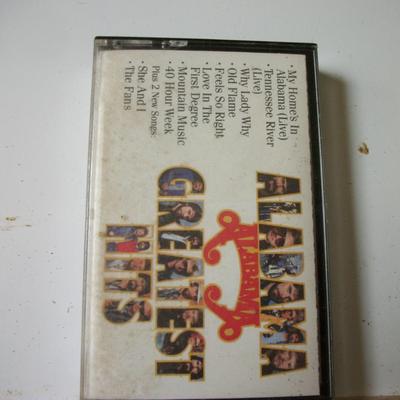 • My Home's In
Alabama (Live)
• Tennessee River
(Live)
• Why Lady Why
• Old Flame
• Feels So Right
• Love In The
First Degree
• Mountain Music
• 40 Hour Week
Plus 2 New Songs:
• She And I
• The Fans
ALABAMA
ALABAMA
GREATEST
HITS